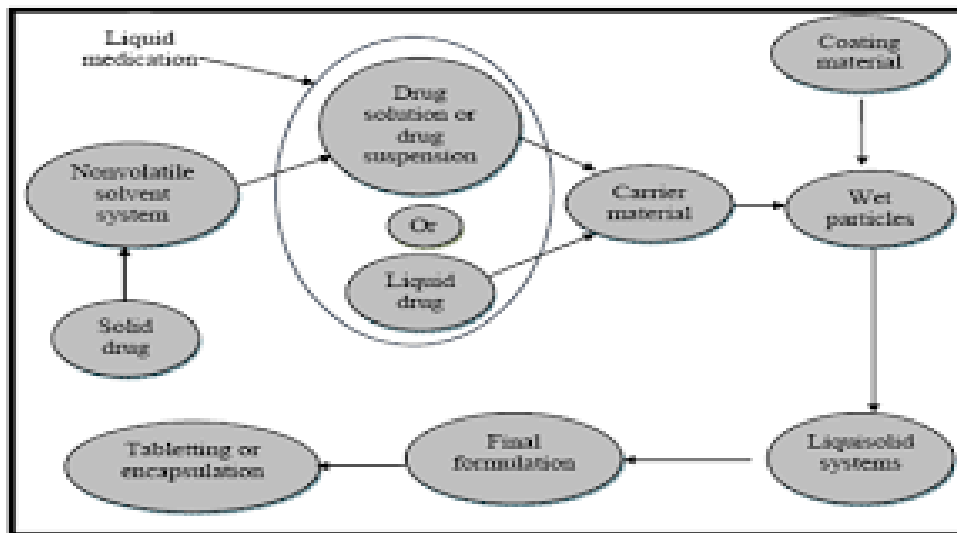 Liquid
medication
Coating
material
Drug
solution or
drug
suspension
Nonvolatile
solvent
system
Carrier
material
Wet
particles
Or
Liquid
drug
Solid
drug
Tabletting or
encapsulation
Final
formulation
Liquisolid
systems